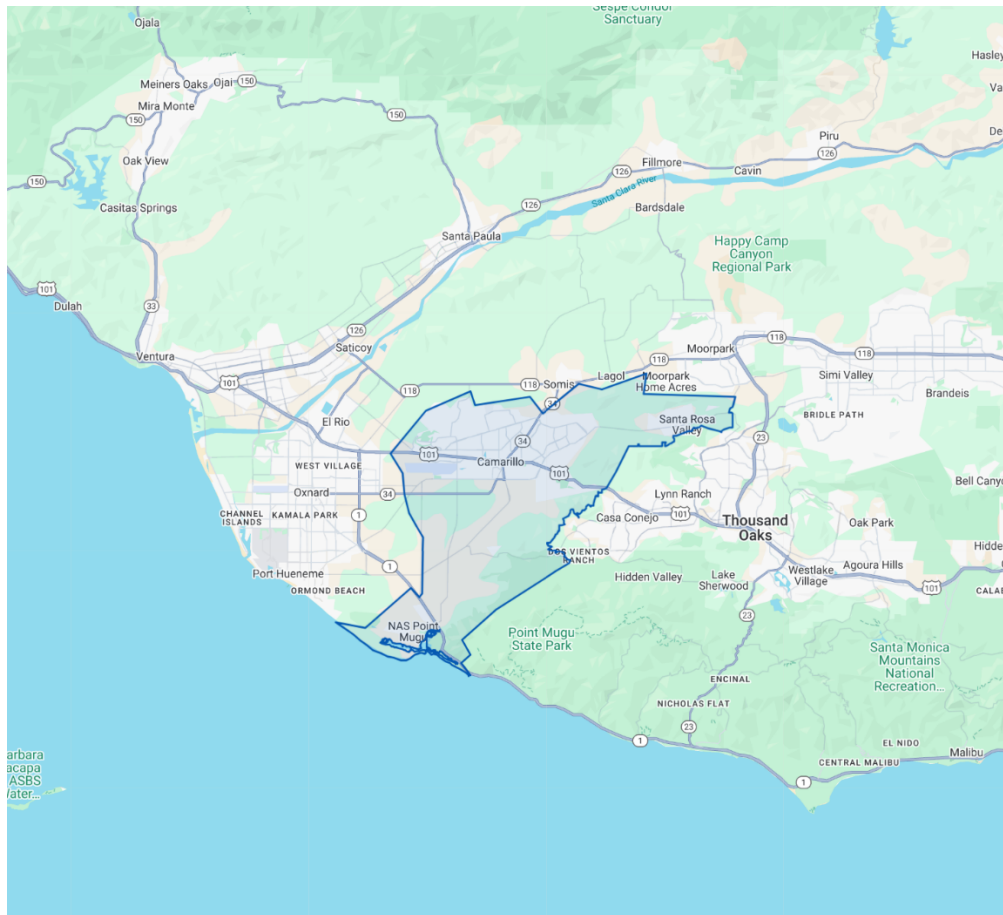 Sespe Condor
Sanctuary
Ojala
Hasley
Meiners Oaks
Ojai
150
Mira Monte
150
150
Piru
126
126
Oak View
Fillmore
Cavin
126
150
Santa Clara River
Casitas Springs
126
Bardsdale
Santa Paula
Happy Camp
Canyon
Regional Park
101
Dulah
33
126
Saticoy
Ventura
118
Moorpark
118
118
118
101
118
Somis
Lagol
Moorpark
Home Acres
Simi Valley
Brandeis
34
El Rio
Santa Rosa
Valley
BRIDLE PATH
34
23
101
WEST VILLAGE
Camarillo
101
Bell Cany
Oxnard
34
Lynn Ranch
CHANNEL
ISLANDS
KAMALA PARK
1
Casa Conejo
101
Thousand
Oaks
Oak Park
Hidde
DOS VIENTOS
RANCH
Port Hueneme
1
Hidden Valley
Lake
Sherwood
Westlake
Village
Agoura Hills
101
CALAB
ORMOND BEACH
NAS Point
Mugu
Point Mugu
State Park
Santa Monica
Mountains
National
Recreation...
ENCINAL
NICHOLAS FLAT
23
1
EL NIDO
Malibu
CENTRAL MALIBU
1
arbara
acapa
ASBS
Water...